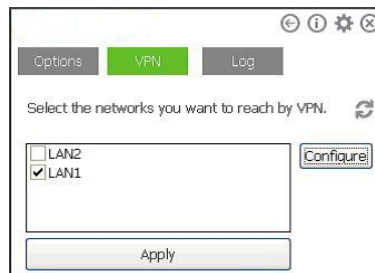 Options VPN Log
Select the networks you want to reach by VPN.
LAN2
LAN1
Configure
Apply